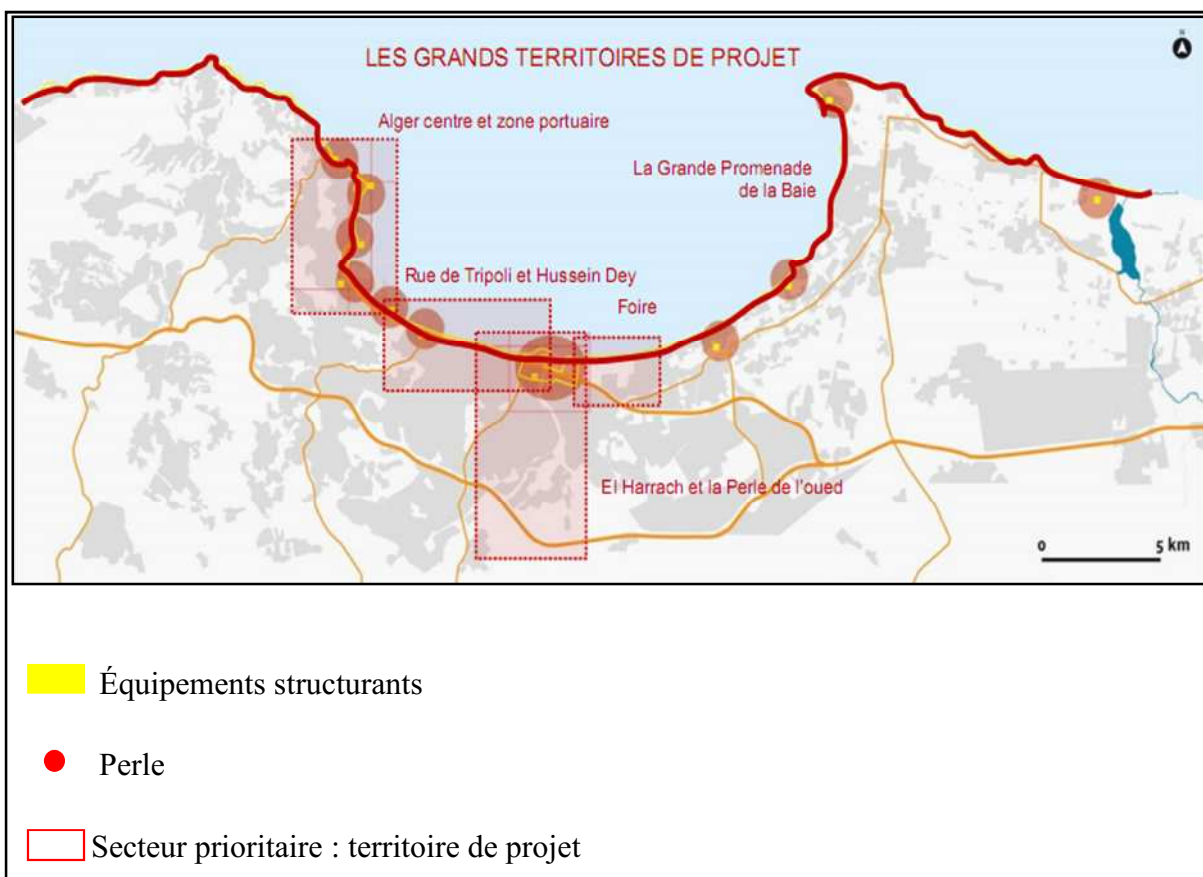 LES GRANDS TERRITOIRES DE PROJET
N
Alger centre et zone portuaire
La Grande Promenade
de la Baie
Rue de Tripoli et Hussein Dey
Foire
El Harrach et la Perle de l'oued
0 5 km
Équipements structurants
Perle
Secteur prioritaire : territoire de projet